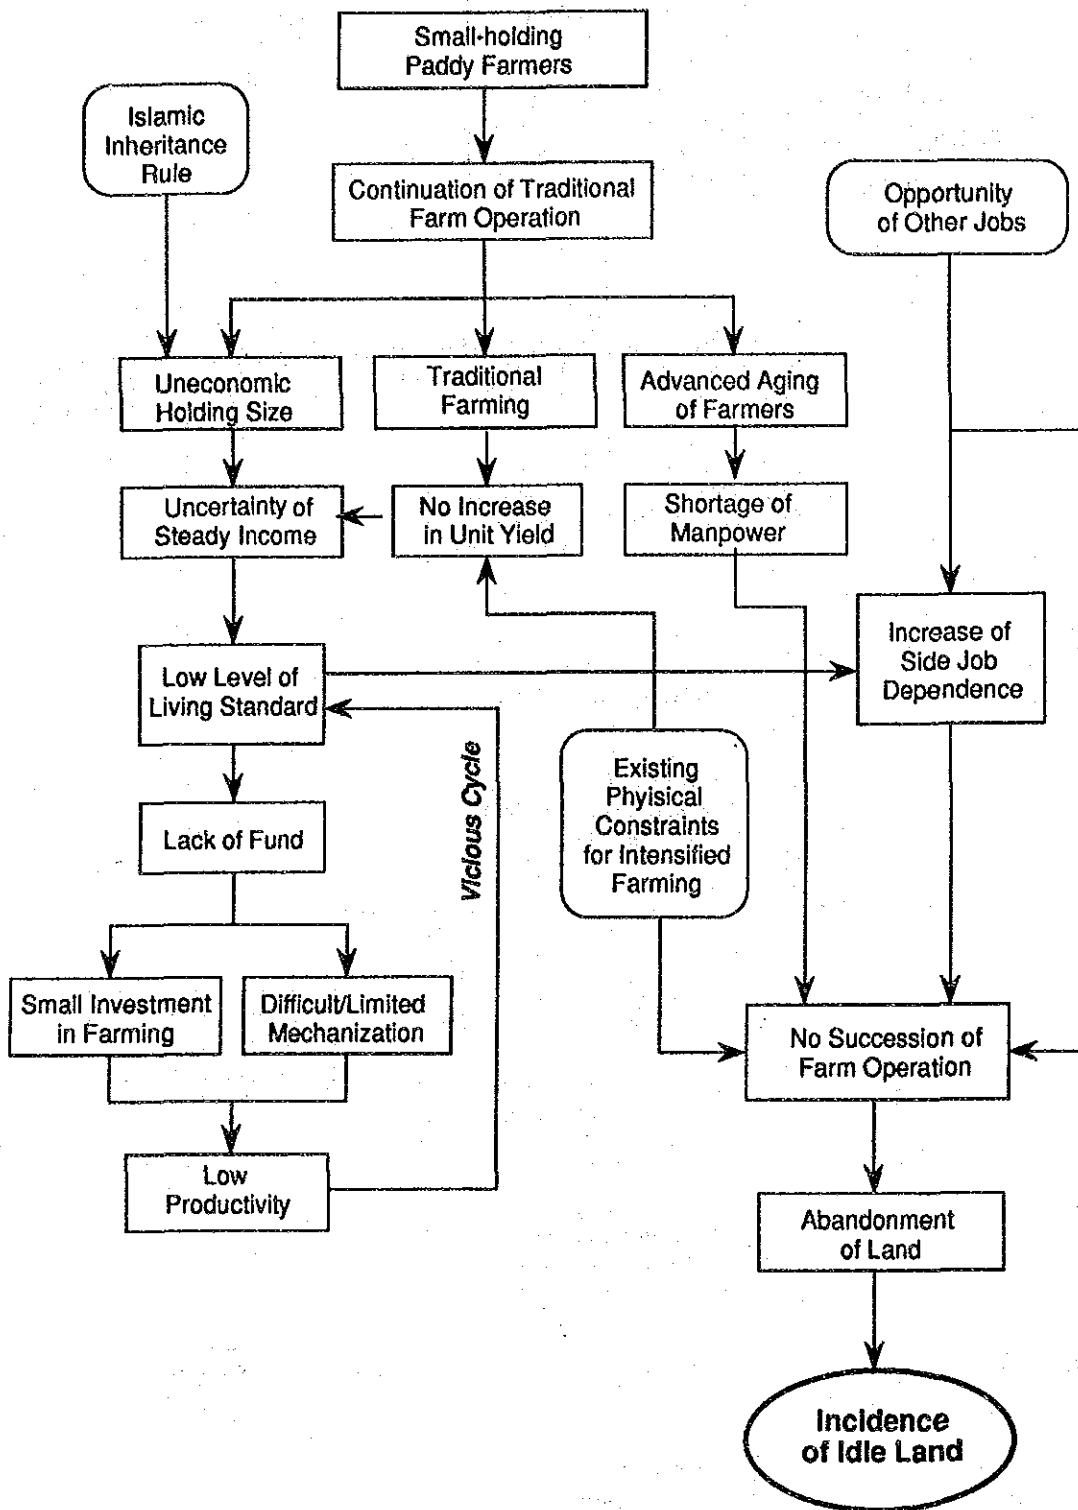 Small-holding
Paddy Farmers
Islamic
Inheritance
Rule
Continuation of Traditional
Farm Operation
Opportunity
of Other Jobs
Uneconomic
Holding Size
Traditional
Farming
Advanced Aging
of Farmers
Uncertainty of
Steady Income
No Increase
in Unit Yield
Shortage of
Manpower
Increase of
Side Job
Dependence
Low Level of
Living Standard
Vicious Cycle
Existing
Phyisical
Constraints
for Intensified
Farming
Lack of Fund
Small Investment
in Farming
Difficult/Limited
Mechanization
No Succession of
Farm Operation
Low
Productivity
Abandonment
of Land
Incidence
of Idle Land